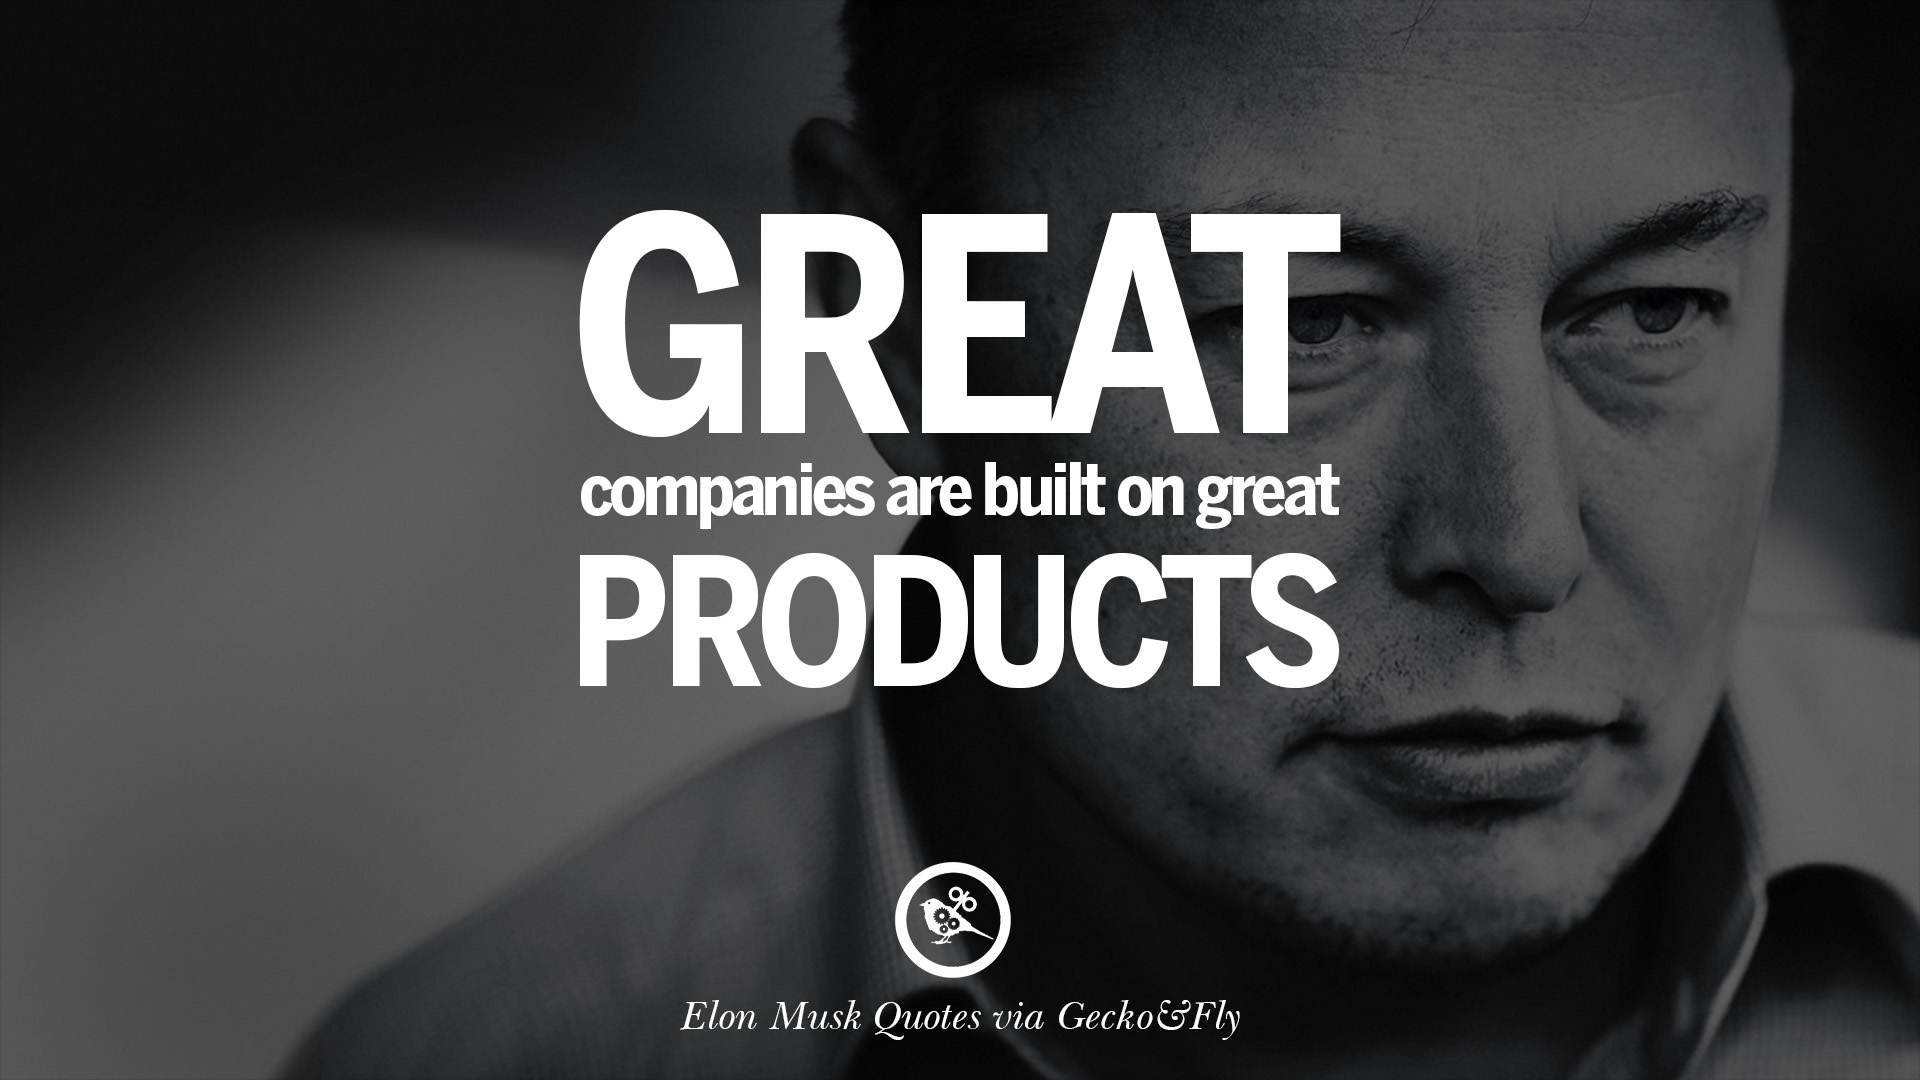 GREAT
companies are built on great
PRODUCTS
Elon Musk Quotes via Gecko&Fly